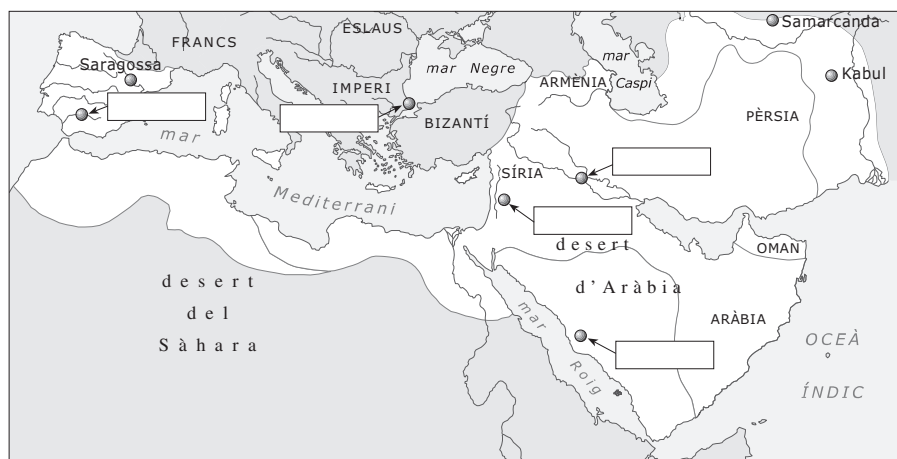 Samarcanda
FRANCS
ESLAUS
Saragossa
mar Negre
mar
Caspi
Kabul
ARMÈNIA
IMPERI
BIZANTÍ
PÈRSIA
mar
Mediterrani
SÍRIA
desert
d'Aràbia
OMAN
desert
del
Sàhara
mar
Roig
ARÀBIA
OCEÀ
ÍNDIC